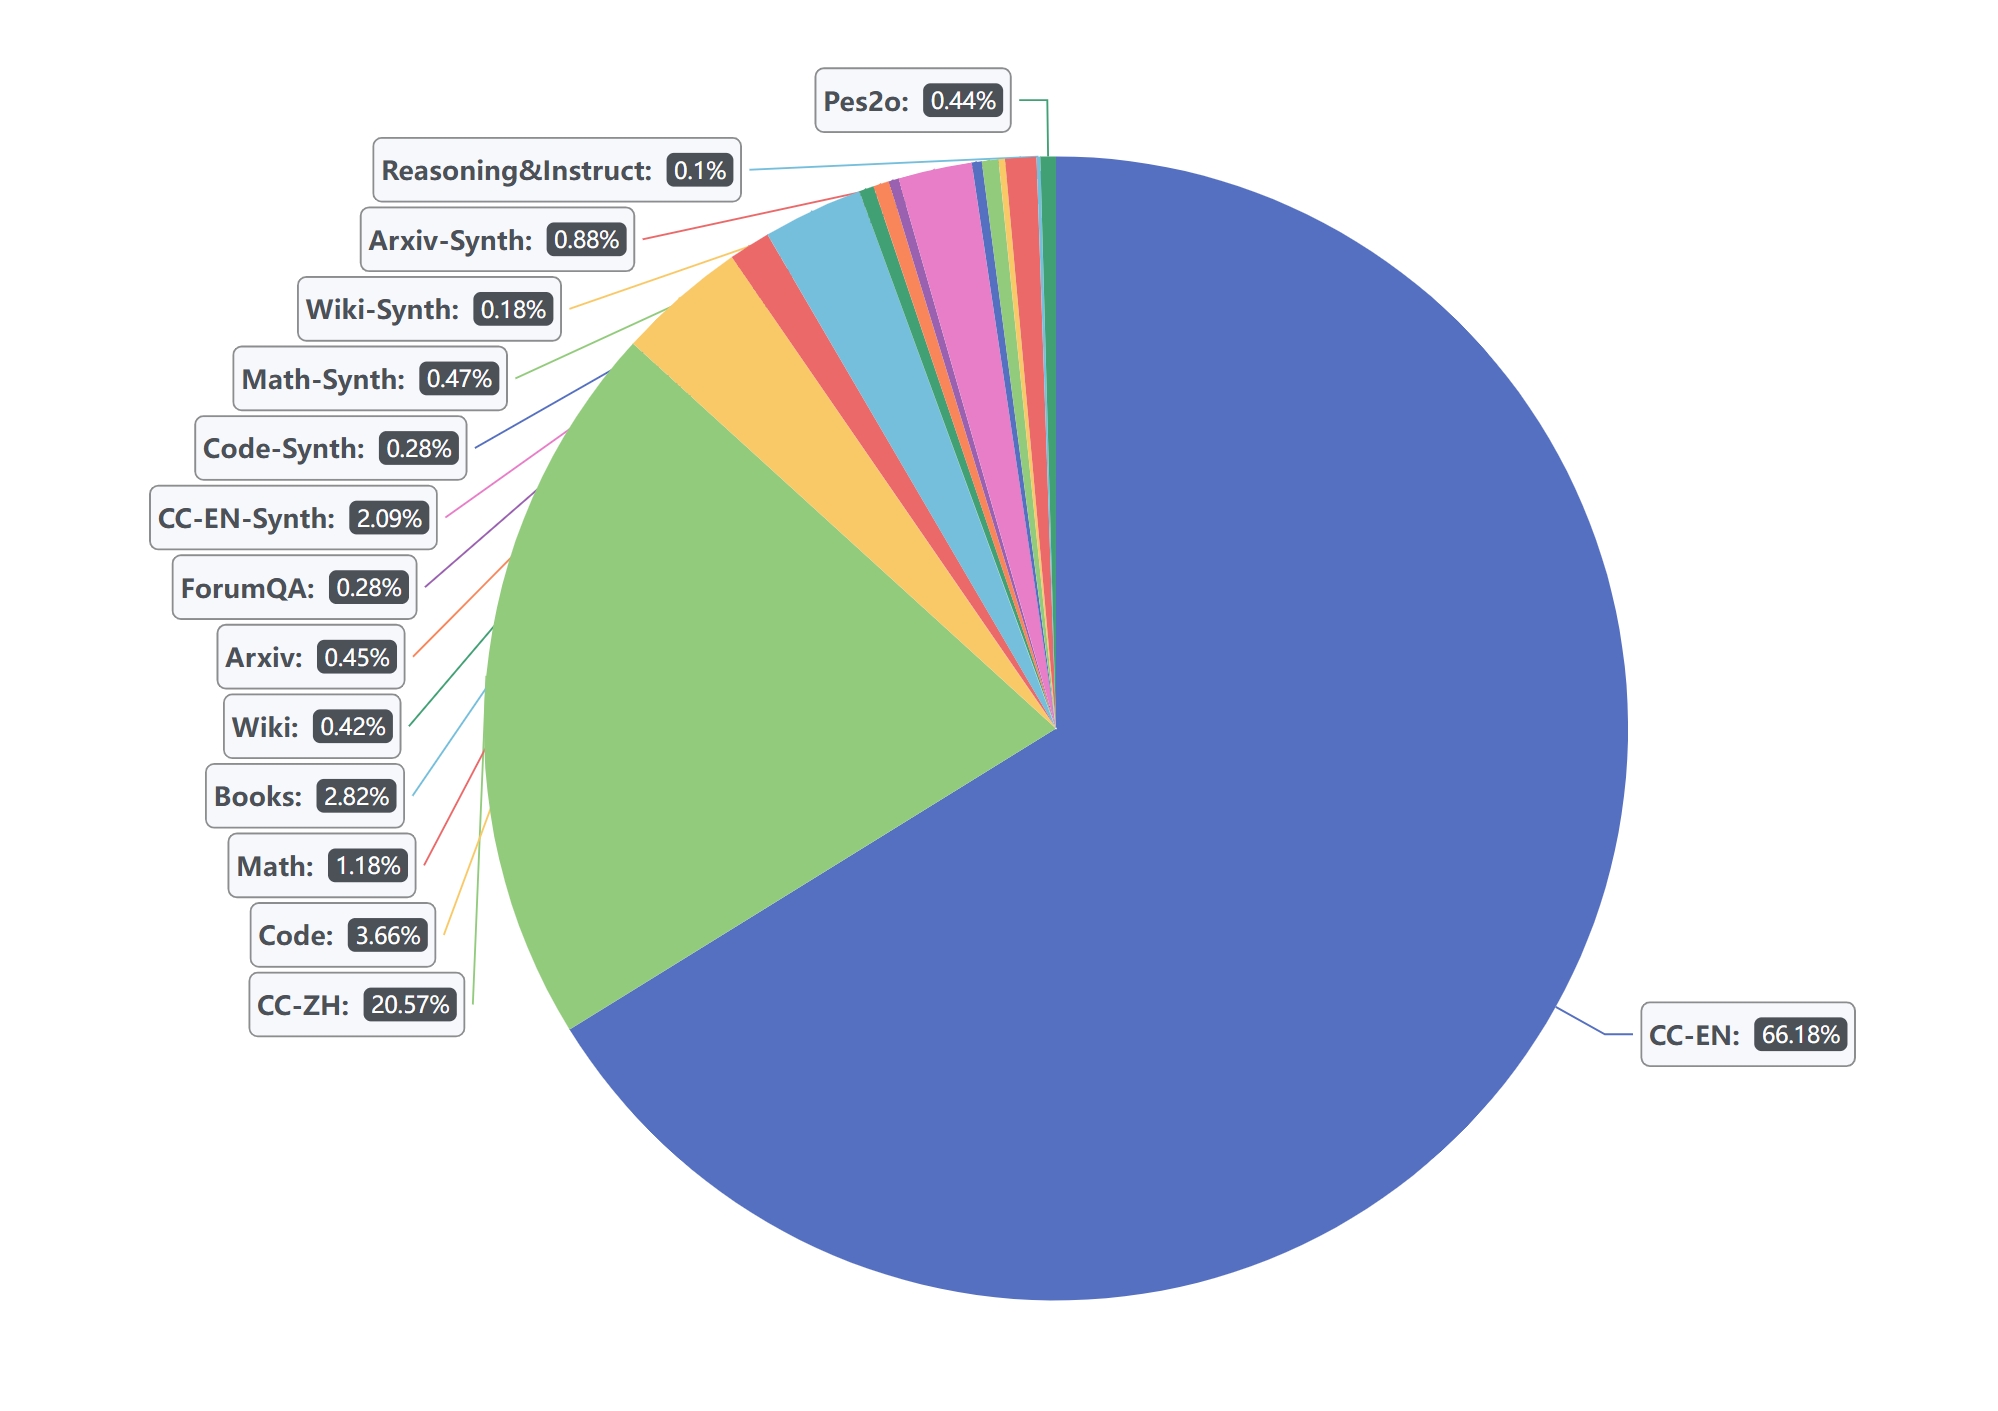 Pes2o: 0.44%
Reasoning&Instruct: 0.1%
Arxiv-Synth: 0.88%
Wiki-Synth: 0.18%
Math-Synth: 0.47%
Code-Synth: 0.28%
CC-EN-Synth: 2.09%
ForumQA: 0.28%
Arxiv: 0.45%
Wiki: 0.42%
Books: 2.82%
Math: 1.18%
Code: 3.66%
CC-ZH: 20.57%
CC-EN: 66.18%